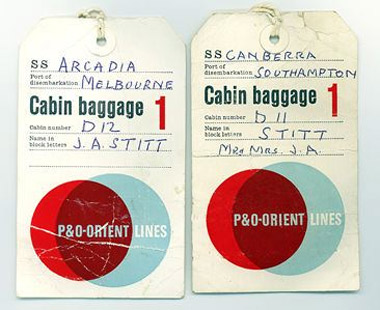 SS ARCADIA
Port of
disembarkation MELBOURNE
Cabin baggage 1
Cabin number D12
Name in
block letters J.A. STITT
P&O-ORIENT LINES
SS CANBERRA
Port of
disembarkation SOUTHAMPTON
Cabin baggage 1
Cabin number D 11
Name in
block letters STITT
Mr & Mrs. J.A
P&O-ORIENT LINES